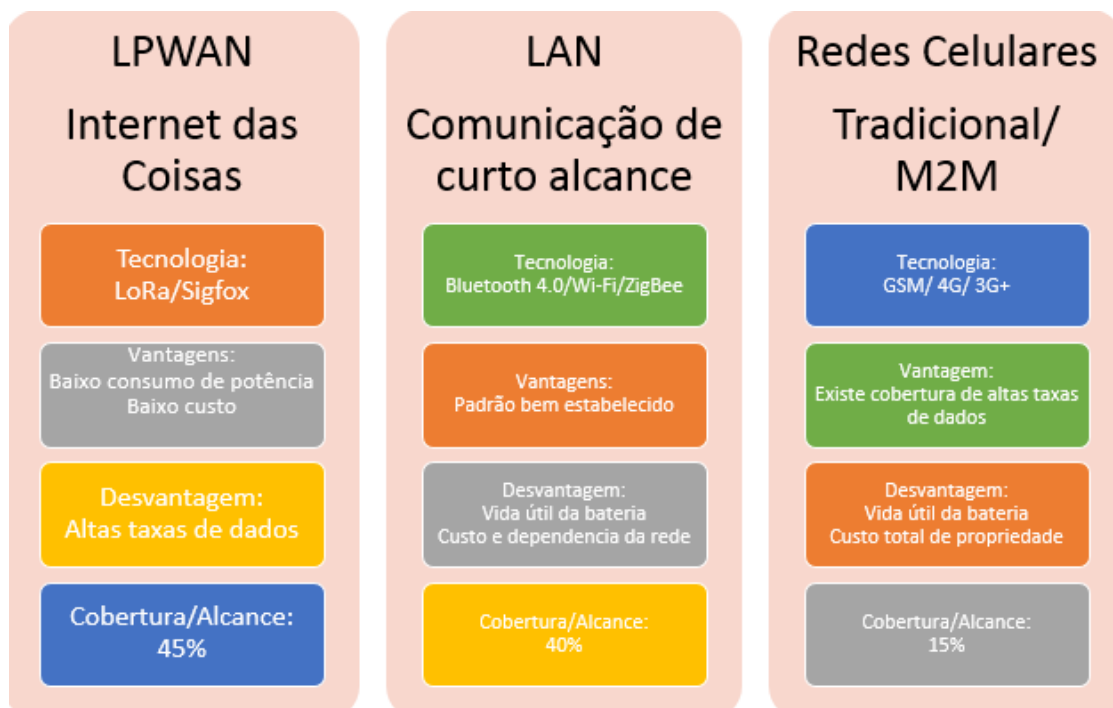 LPWAN
Internet das
Coisas
Tecnologia:
LoRa/Sigfox
Vantagens:
Baixo consumo de potência
Baixo custo
Desvantagem:
Altas taxas de dados
Cobertura/Alcance:
45%
LAN
Comunicação de
curto alcance
Tecnologia:
Bluetooth 4.0/Wi-Fi/ZigBee
Vantagens:
Padrão bem estabelecido
Desvantagem:
Vida útil da bateria
Custo e dependencia da rede
Cobertura/Alcance:
40%
Redes Celulares
Tradicional/
M2M
Tecnologia:
GSM/ 4G/ 3G+
Vantagem:
Existe cobertura de altas taxas
de dados
Desvantagem:
Vida útil da bateria
Custo total de propriedade
Cobertura/Alcance:
15%